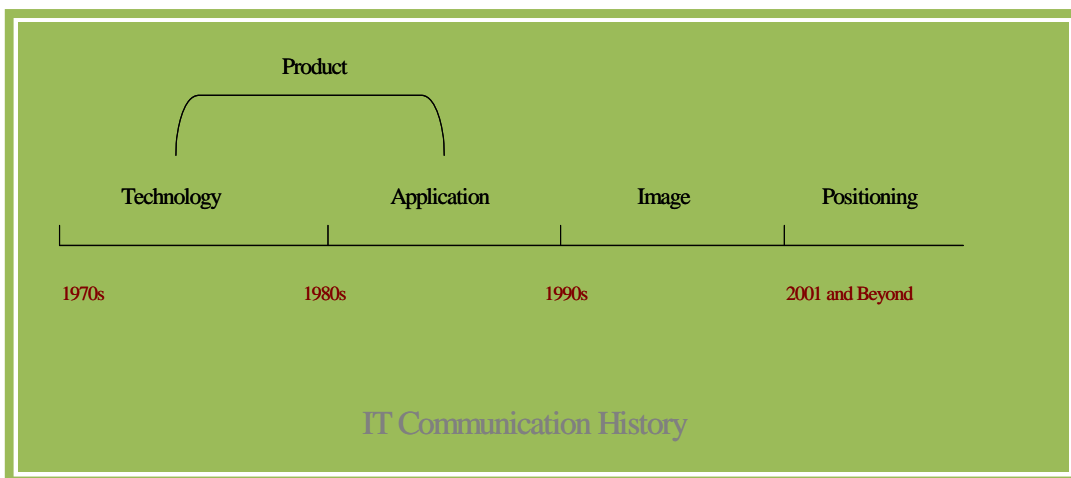 Product
Technology Application Image Positioning
1970s 1980s 1990s 2001 and Beyond
IT Communication History